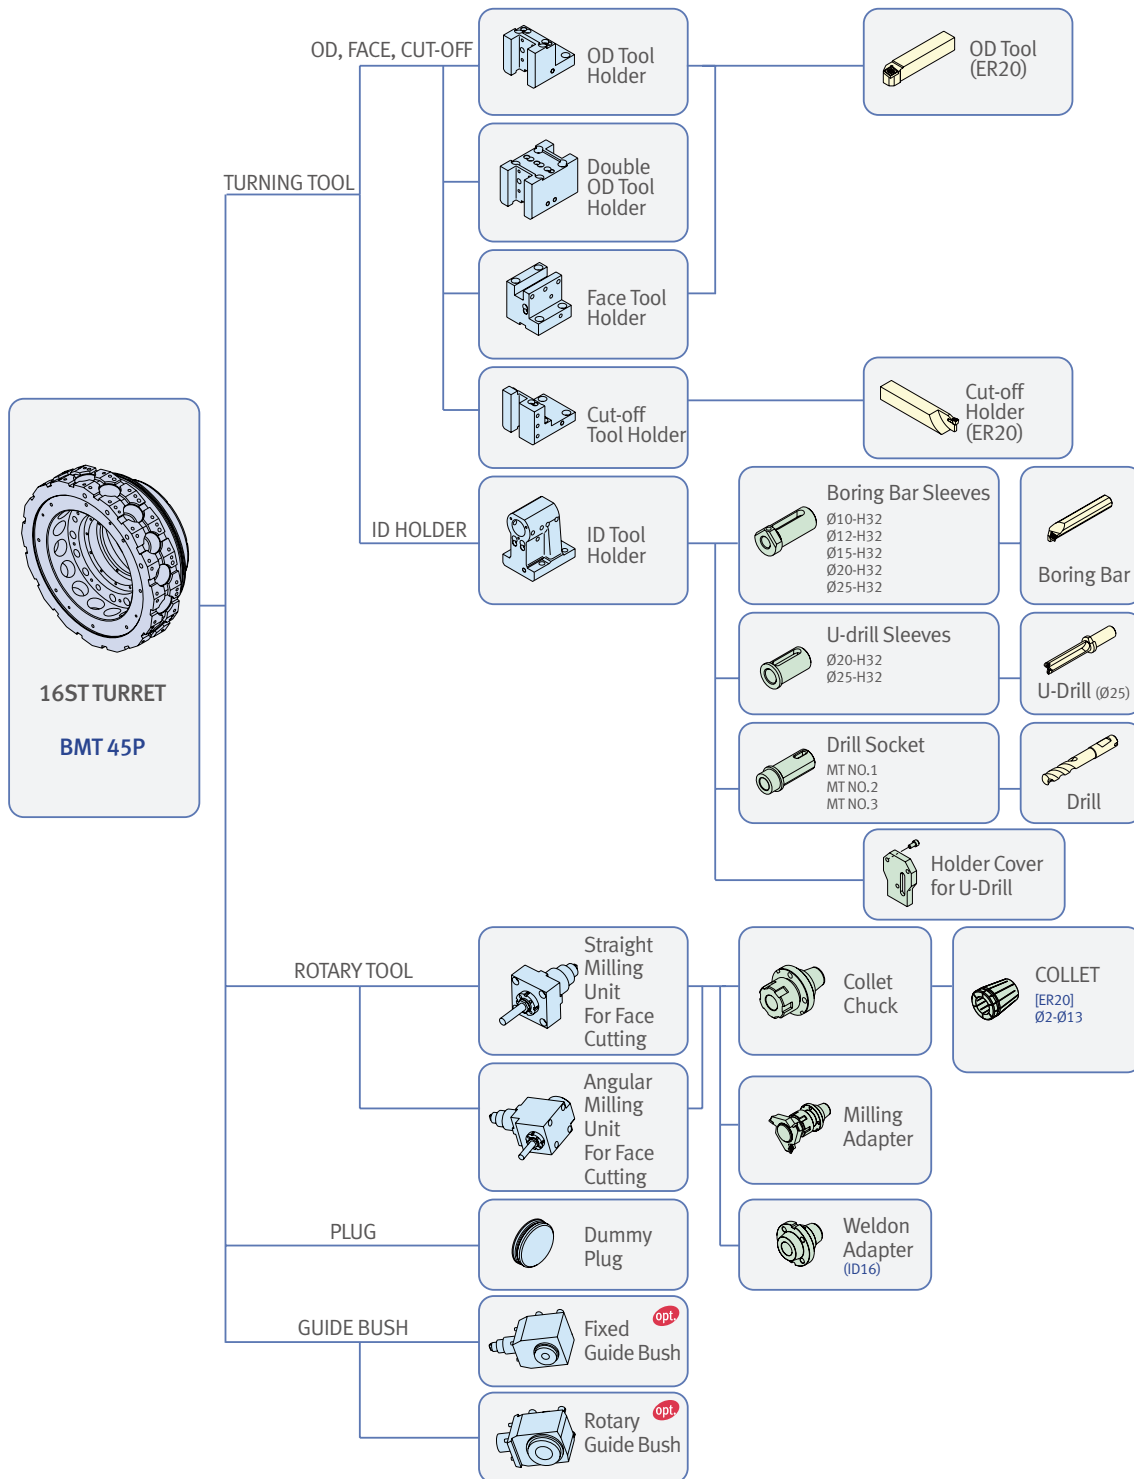 OD, FACE, CUT-OFF
OD Tool
Holder
OD Tool
(ER20)
TURNING TOOL
Double
OD Tool
Holder
Face Tool
Holder
Cut-off
Tool Holder
Cut-off
Holder
(ER20)
16ST TURRET
BMT 45P
ID HOLDER
ID Tool
Holder
Boring Bar Sleeves
Ø10-H32
Ø12-H32
Ø15-H32
Ø20-H32
Ø25-H32
Boring Bar
U-drill Sleeves
Ø20-H32
Ø25-H32
U-Drill (Ø25)
Drill Socket
MT NO.1
MT NO.2
MT NO.3
Drill
Holder Cover
for U-Drill
ROTARY TOOL
Straight
Milling
Unit
For Face
Cutting
Collet
Chuck
COLLET
[ER20]
Ø2-Ø13
Angular
Milling
Unit
For Face
Cutting
Milling
Adapter
PLUG
Dummy
Plug
Weldon
Adapter
(ID16)
GUIDE BUSH
opt.
Fixed
Guide Bush
opt.
Rotary
Guide Bush